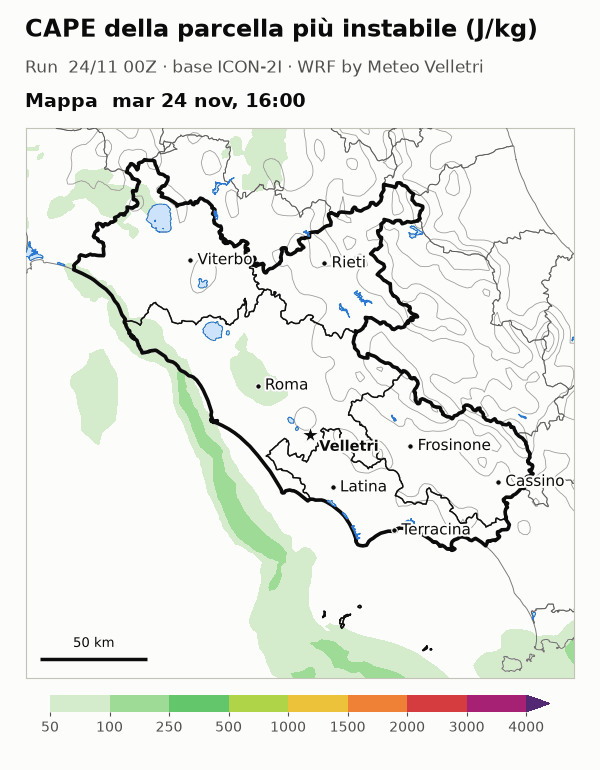 CAPE della parcella più instabile (J/kg)
Run  24/11 00Z · base ICON-2I · WRF by Meteo Velletri
Mappa  mar 24 nov, 16:00
Viterbo
Rieti
Roma
Velletri
Frosinone
Cassino
Latina
Terracina
50 km
50 100 250 500 1000 1500 2000 3000 4000